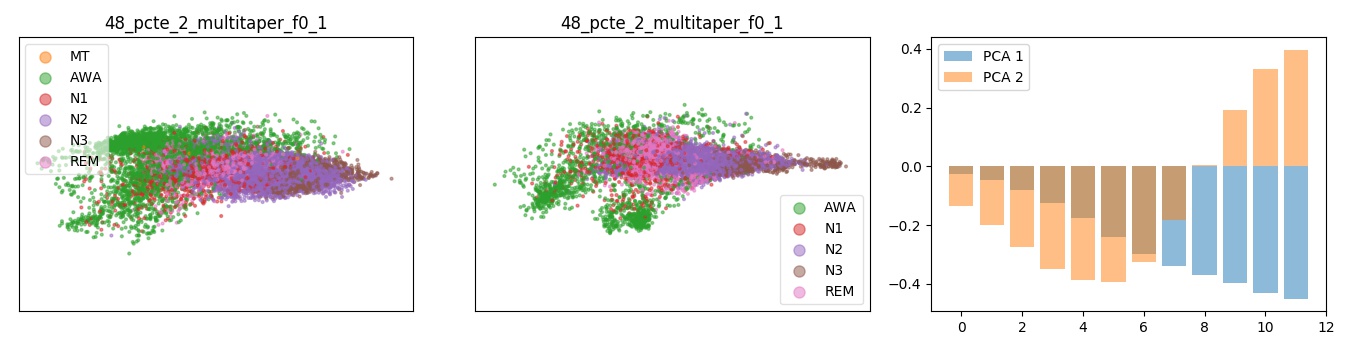 48_pcte_2_multitaper_f0_1
MT
AWA
N1
N2
N3
REM
48_pcte_2_multitaper_f0_1
AWA
N1
N2
N3
REM
PCA 1
PCA 2
0.4
0.2
0.0
−0.2
−0.4
0 2 4 6 8 10 12